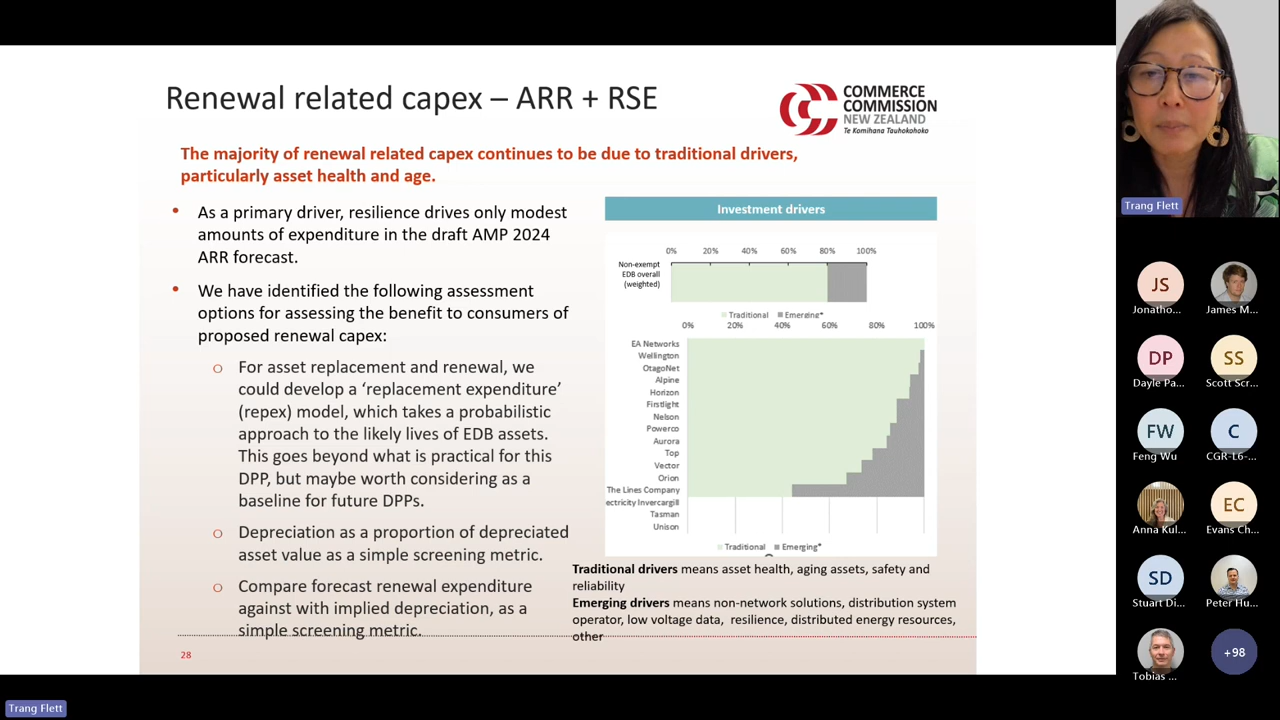 Renewal related capex – ARR + RSE
COMMERCE
COMMISSION
NEW ZEALAND
Te Komihana Tauhokohoko
The majority of renewal related capex continues to be due to traditional drivers,
particularly asset health and age.
• As a primary driver, resilience drives only modest
amounts of expenditure in the draft AMP 2024
ARR forecast.
• We have identified the following assessment
options for assessing the benefit to consumers of
proposed renewal capex:
o For asset replacement and renewal, we
could develop a ‘replacement expenditure’
(repex) model, which takes a probabilistic
approach to the likely lives of EDB assets.
This goes beyond what is practical for this
DPP, but maybe worth considering as a
baseline for future DPPs.
o Depreciation as a proportion of depreciated
asset value as a simple screening metric.
o Compare forecast renewal expenditure
against with implied depreciation, as a
simple screening metric.
28
Investment drivers
0% 20% 40% 60% 80% 100%
Non-exempt
EDB overall
(weighted)
Traditional Emerging*
0% 20% 40% 60% 80% 100%
EA Networks
Wellington
OtagoNet
Alpine
Horizon
Firstlight
Nelson
Powerco
Aurora
Top
Vector
Orion
The Lines Company
ectricity Invercargill
Tasman
Unison
Traditional Emerging*
Traditional drivers means asset health, aging assets, safety and
reliability
Emerging drivers means non-network solutions, distribution system
operator, low voltage data, resilience, distributed energy resources,
other
Trang Flett
JS
Jonatho...
James M...
DP
Dayle Pa...
SS
Scott Scr...
FW
Feng Wu
C
CGR-L6-...
Anna Kul...
EC
Evans Ch...
SD
Stuart Di...
Peter Hu...
Tobias ...
+98
Trang Flett